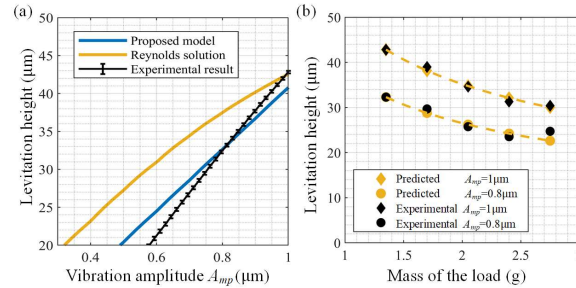 (a)
Levitation height (μm)
45
40
35
30
25
20
Proposed model
Reynolds solution
Experimental result
0.4
0.6
0.8
1
Vibration amplitude Amp (μm)
(b)
Levitation height (μm)
50
40
30
20
10
0
Predicted Amp=1μm
Predicted Amp=0.8μm
Experimental Amp=1μm
Experimental Amp=0.8μm
1
1.5
2
2.5
3
Mass of the load (g)